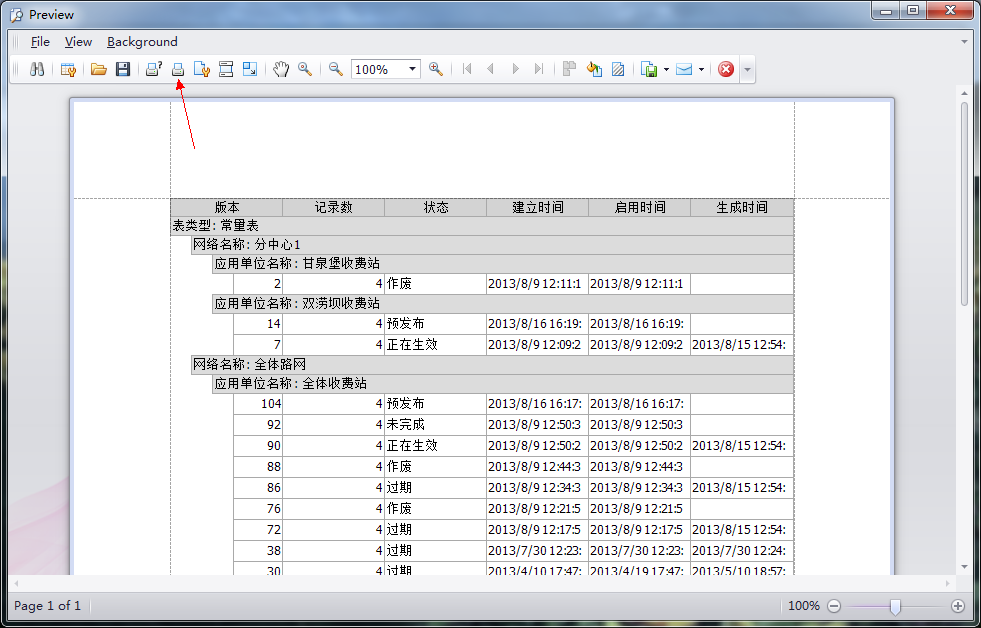 Preview
File View Background
100%
版本 记录数 状态 建立时间 启用时间 生成时间
表类型: 常量表
网络名称: 分中心1
应用单位名称: 甘泉堡收费站
2 4 作废 2013/8/9 12:11:1 2013/8/9 12:11:1
应用单位名称: 双涝坝收费站
14 4 预发布 2013/8/16 16:19: 2013/8/16 16:19:
7 4 正在生效 2013/8/9 12:09:2 2013/8/9 12:09:2 2013/8/15 12:54:
网络名称: 全体路网
应用单位名称: 全体收费站
104 4 预发布 2013/8/16 16:17: 2013/8/16 16:17:
92 4 未完成 2013/8/9 12:50:3 2013/8/9 12:50:3
90 4 正在生效 2013/8/9 12:50:2 2013/8/9 12:50:2 2013/8/15 12:54:
88 4 作废 2013/8/9 12:44:3 2013/8/9 12:44:3
86 4 过期 2013/8/9 12:34:3 2013/8/9 12:34:3 2013/8/15 12:54:
76 4 作废 2013/8/9 12:21:5 2013/8/9 12:21:5
72 4 过期 2013/8/9 12:17:5 2013/8/9 12:17:5 2013/8/15 12:54:
38 4 过期 2013/7/30 12:23: 2013/7/30 12:23: 2013/7/30 12:24:
30 4 过期 2013/4/10 17:47: 2013/4/19 17:47: 2013/5/10 18:57:
Page 1 of 1 100%